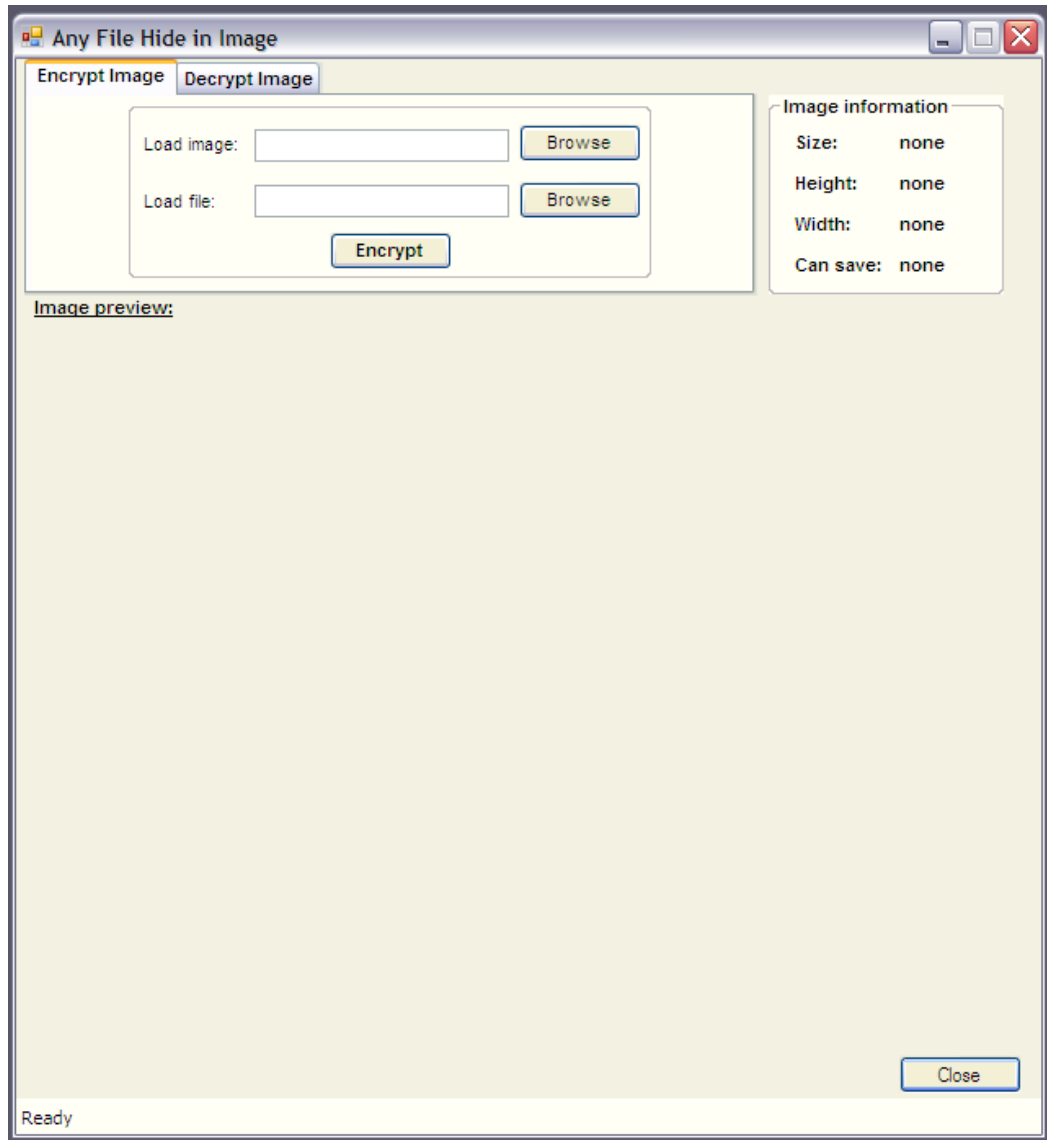 Any File Hide in Image
Encrypt Image Decrypt Image
Load image: Browse
Load file: Browse
Encrypt
Image information
Size: none
Height: none
Width: none
Can save: none
Image preview:
Close
Ready